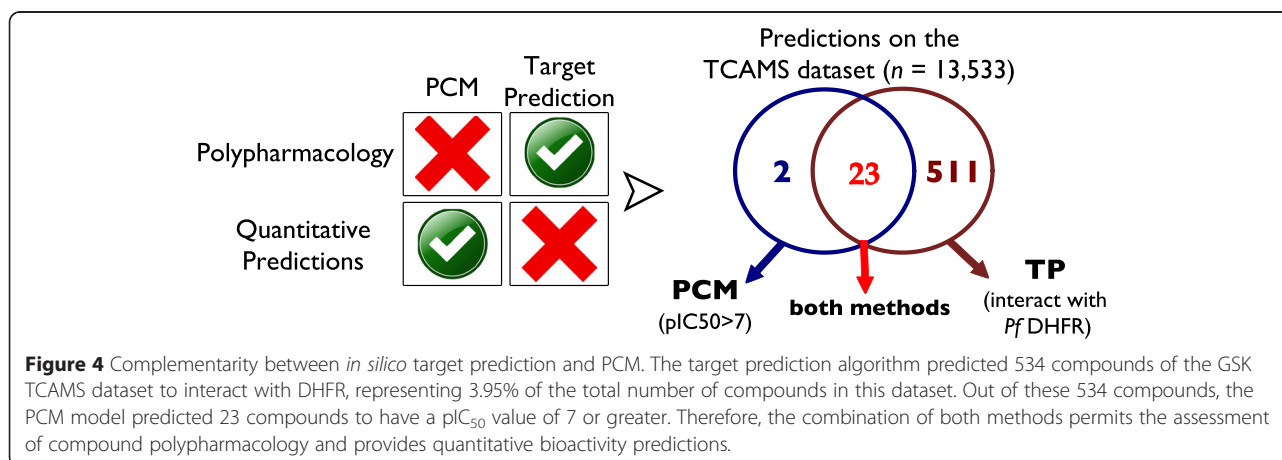 Predictions on the
TCAMS dataset (n = 13,533)
PCM
Target
Prediction
Polypharmacology
Quantitative
Predictions
2
23
511
PCM
(pIC50>7)
both methods
TP
(interact with
Pf DHFR)
Figure 4 Complementarity between in silico target prediction and PCM. The target prediction algorithm predicted 534 compounds of the GSK
TCAMS dataset to interact with DHFR, representing 3.95% of the total number of compounds in this dataset. Out of these 534 compounds, the
PCM model predicted 23 compounds to have a pIC50 value of 7 or greater. Therefore, the combination of both methods permits the assessment
of compound polypharmacology and provides quantitative bioactivity predictions.